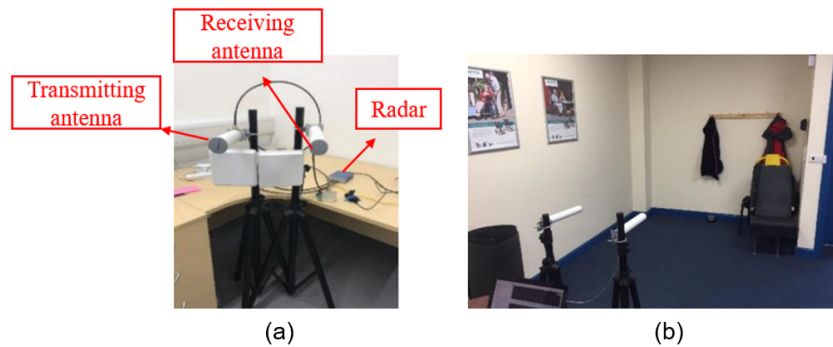 Receiving
antenna
Transmitting
antenna
Radar
(a)
(b)